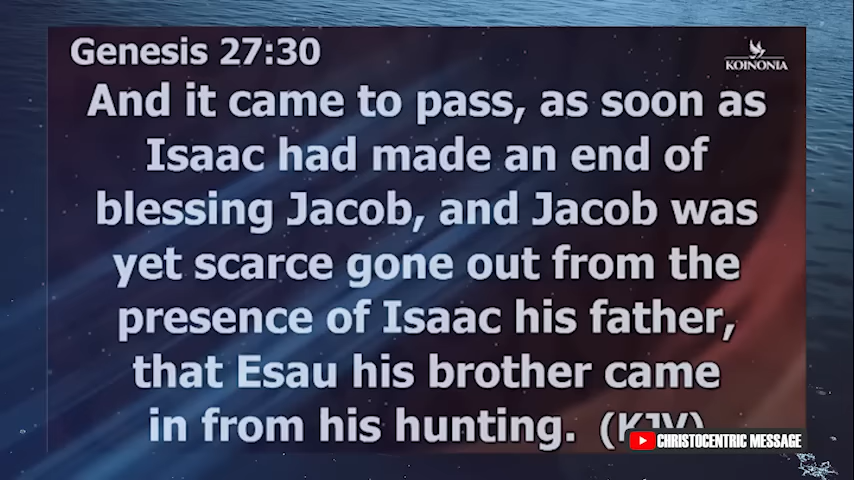 Genesis 27:30
KOINONIA
And it came to pass, as soon as
Isaac had made an end of
blessing Jacob, and Jacob was
yet scarce gone out from the
presence of Isaac his father,
that Esau his brother came
in from his hunting. (KJV)
CHRISTOCENTRIC MESSAGE